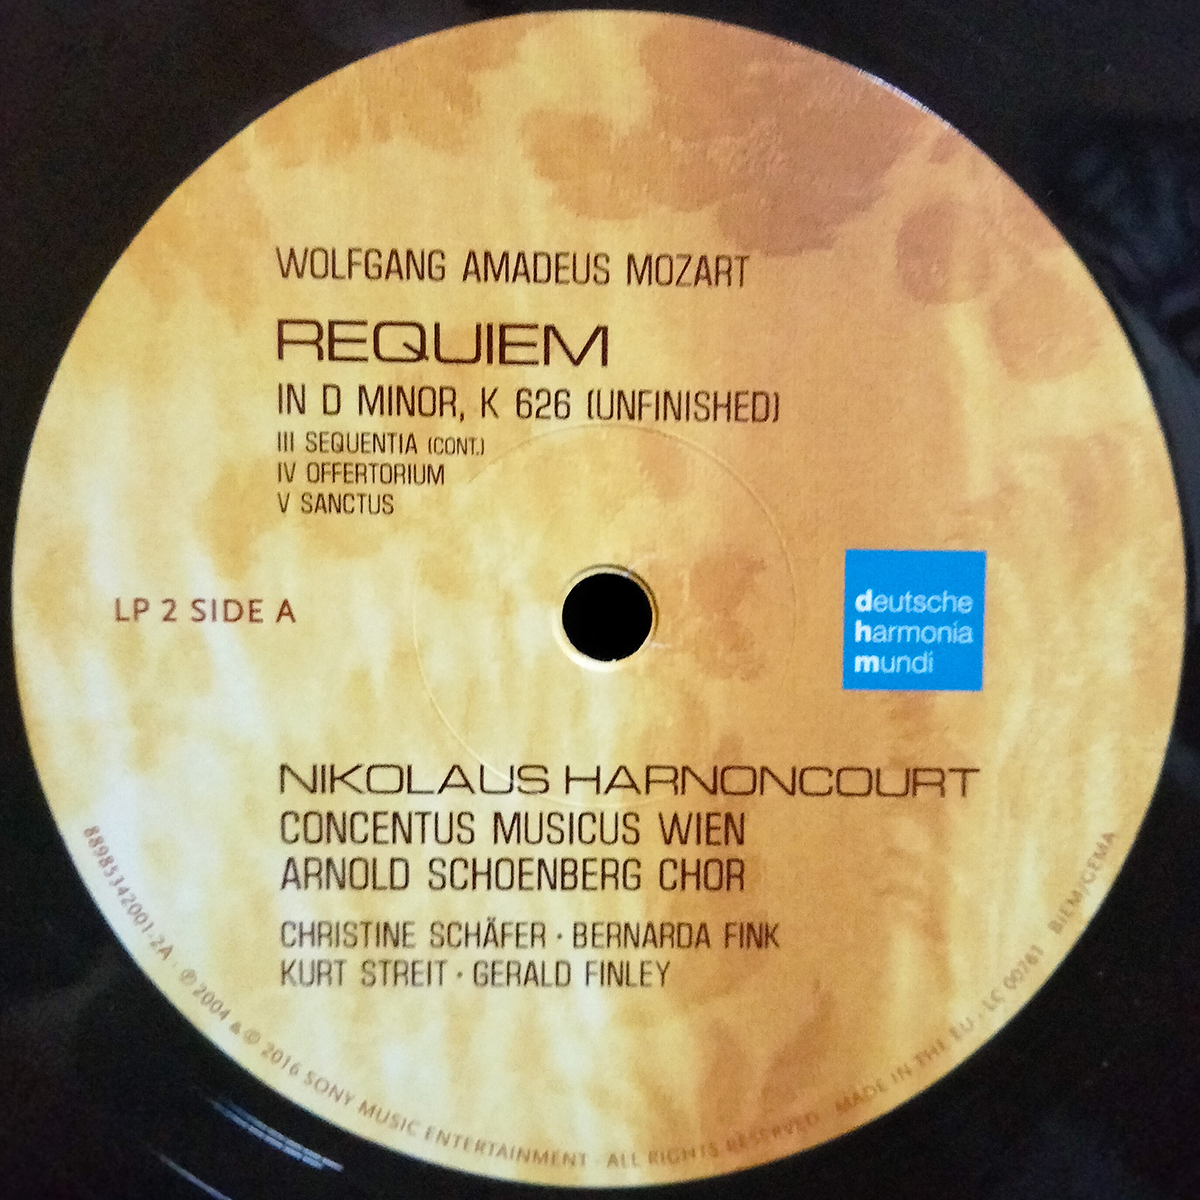 WOLFGANG AMADEUS MOZART
REQUIEM
IN D MINOR, K 626 (UNFINISHED)
III SEQUENTIA (CONT.)
IV OFFERTORIUM
V SANCTUS
LP 2 SIDE A
deutsche
harmonia
mundi
NIKOLAUS HARNONCOURT
CONCENTUS MUSICUS WIEN
ARNOLD SCHOENBERG CHOR
CHRISTINE SCHÄFER · BERNARDA FINK
KURT STREIT · GERALD FINLEY
88985342001-2A · ℗ 2004 & © 2016 SONY MUSIC ENTERTAINMENT · ALL RIGHTS RESERVED · MADE IN THE EU · LC 00761 · BIEM/GEMA